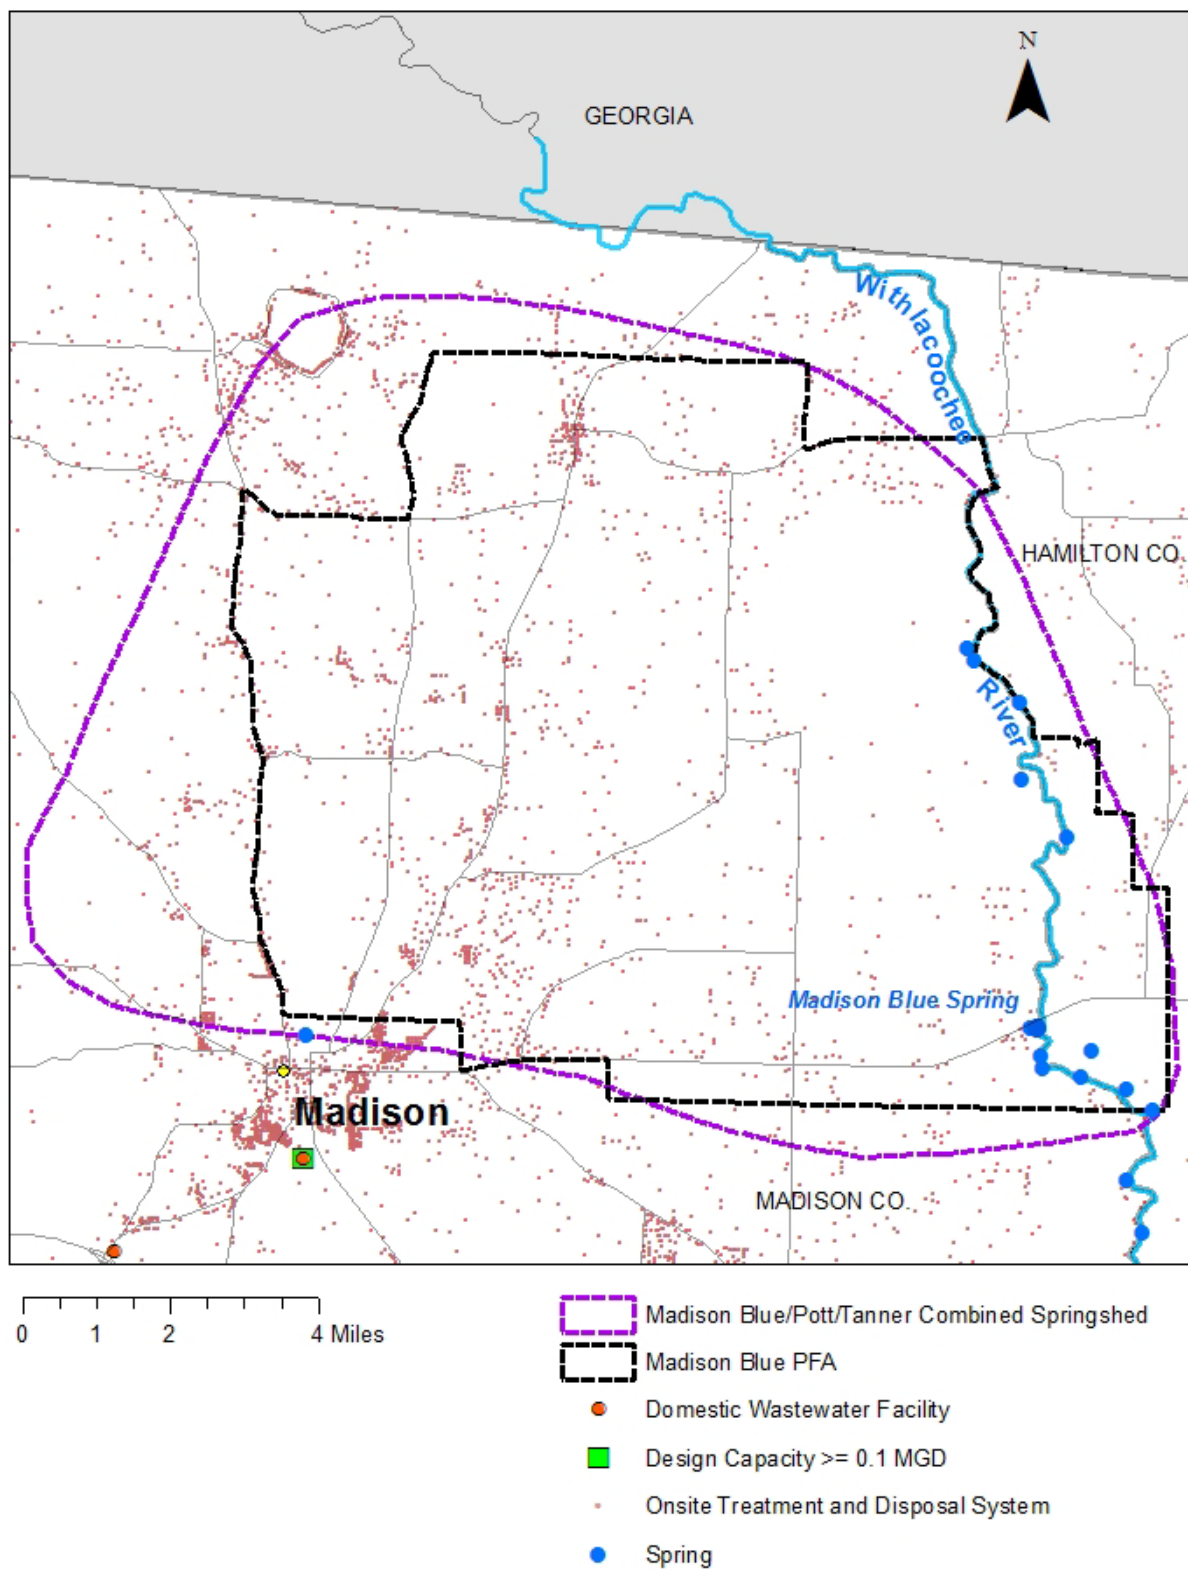 N
GEORGIA
Withlacoochee
HAMILTON CO.
River
Madison Blue Spring
Madison
MADISON CO.
0 1 2 4 Miles
Madison Blue/Pott/Tanner Combined Springshed
Madison Blue PFA
Domestic Wastewater Facility
Design Capacity >= 0.1 MGD
Onsite Treatment and Disposal System
Spring